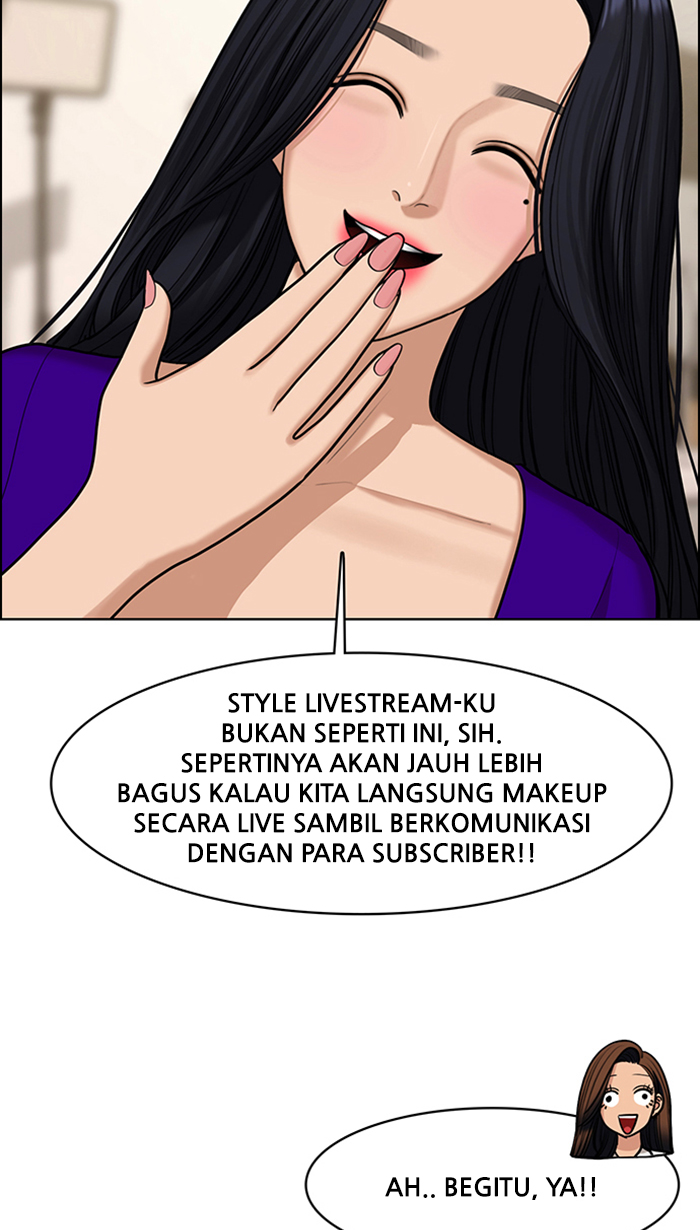 STYLE LIVESTREAM-KU
BUKAN SEPERTI INI, SIH.
SEPERTINYA AKAN JAUH LEBIH
BAGUS KALAU KITA LANGSUNG MAKEUP
SECARA LIVE SAMBIL BERKOMUNIKASI
DENGAN PARA SUBSCRIBER!!
AH.. BEGITU, YA!!